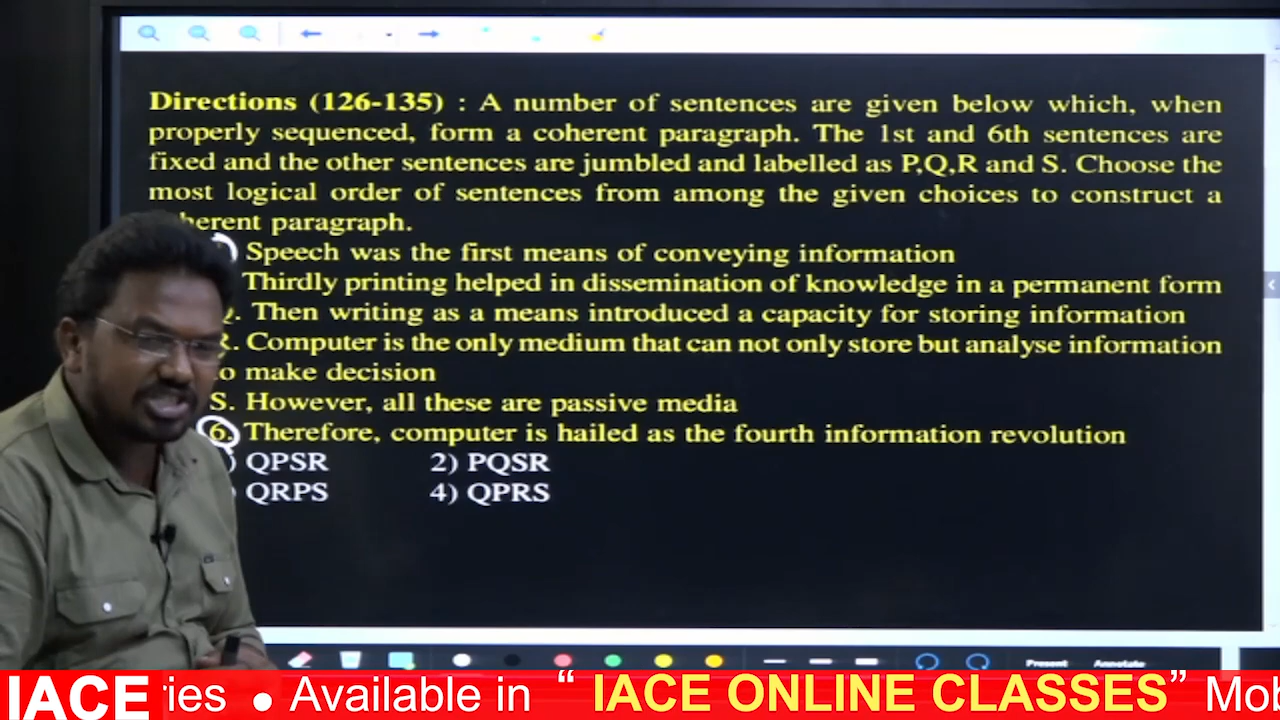 Directions (126-135) : A number of sentences are given below which, when
properly sequenced, form a coherent paragraph. The 1st and 6th sentences are
fixed and the other sentences are jumbled and labelled as P,Q,R and S. Choose the
most logical order of sentences from among the given choices to construct a
herent paragraph.
Speech was the first means of conveying information
Thirdly printing helped in dissemination of knowledge in a permanent form
Q. Then writing as a means introduced a capacity for storing information
R. Computer is the only medium that can not only store but analyse information
o make decision
S. However, all these are passive media
6. Therefore, computer is hailed as the fourth information revolution
) QPSR 2) PQSR
) QRPS 4) QPRS
Present Annotate
IACE ries ● Available in “ IACE ONLINE CLASSES” Mob